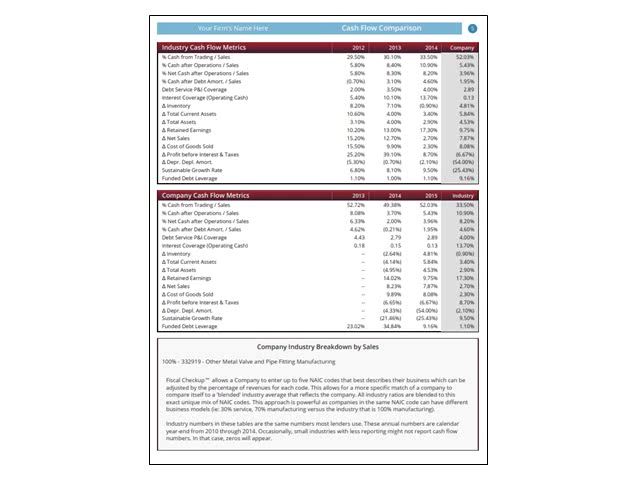 Your Firm's Name Here Cash Flow Comparison 5
Industry Cash Flow Metrics 2012 2013 2014 Company
% Cash from Trading / Sales 29.50% 30.10% 33.50% 52.03%
% Cash after Operations / Sales 5.80% 8.40% 10.90% 5.43%
% Net Cash after Operations / Sales 5.80% 8.30% 8.20% 3.96%
% Cash after Debt Amort. / Sales (0.70%) 3.10% 4.60% 1.95%
Debt Service P&I Coverage 2.00% 3.50% 4.00% 2.89
Interest Coverage (Operating Cash) 5.40% 10.10% 13.70% 0.13
Δ Inventory 8.20% 7.10% (0.90%) 4.81%
Δ Total Current Assets 10.60% 4.00% 3.40% 5.84%
Δ Total Assets 3.10% 4.00% 2.90% 4.53%
Δ Retained Earnings 10.20% 13.00% 17.30% 9.75%
Δ Net Sales 15.20% 12.70% 2.70% 7.87%
Δ Cost of Goods Sold 15.50% 9.90% 2.30% 8.08%
Δ Profit before Interest & Taxes 25.20% 39.10% 8.70% (6.67%)
Δ Depr. Depl. Amort. (5.30%) (0.70%) (2.10%) (54.00%)
Sustainable Growth Rate 6.80% 8.10% 9.50% (25.43%)
Funded Debt Leverage 1.10% 1.00% 1.10% 9.16%
Company Cash Flow Metrics 2013 2014 2015 Industry
% Cash from Trading / Sales 52.72% 49.38% 52.03% 33.50%
% Cash after Operations / Sales 8.08% 3.70% 5.43% 10.90%
% Net Cash after Operations / Sales 6.33% 2.00% 3.96% 8.20%
% Cash after Debt Amort. / Sales 4.62% (0.21%) 1.95% 4.60%
Debt Service P&I Coverage 4.43 2.79 2.89 4.00%
Interest Coverage (Operating Cash) 0.18 0.15 0.13 13.70%
Δ Inventory -- (2.64%) 4.81% (0.90%)
Δ Total Current Assets -- (4.14%) 5.84% 3.40%
Δ Total Assets -- (4.95%) 4.53% 2.90%
Δ Retained Earnings -- 14.02% 9.75% 17.30%
Δ Net Sales -- 8.23% 7.87% 2.70%
Δ Cost of Goods Sold -- 9.89% 8.08% 2.30%
Δ Profit before Interest & Taxes -- (6.65%) (6.67%) 8.70%
Δ Depr. Depl. Amort. -- (4.33%) (54.00%) (2.10%)
Sustainable Growth Rate -- (21.46%) (25.43%) 9.50%
Funded Debt Leverage 23.02% 34.84% 9.16% 1.10%
Company Industry Breakdown by Sales
100% - 332919 - Other Metal Valve and Pipe Fitting Manufacturing
Fiscal Checkup™ allows a Company to enter up to five NAIC codes that best describes their business which can be
adjusted by the percentage of revenues for each code. This allows for a more specific match of a company to
compare itself to a 'blended' industry average that reflects the company. All industry ratios are blended to this
exact unique mix of NAIC codes. This approach is powerful as companies in the same NAIC code can have different
business models (ie: 30% service, 70% manufacturing versus the industry that is 100% manufacturing).
Industry numbers in these tables are the same numbers most lenders use. These annual numbers are calendar
year-end from 2010 through 2014. Occasionally, small industries with less reporting might not report cash flow
numbers. In that case, zeros will appear.